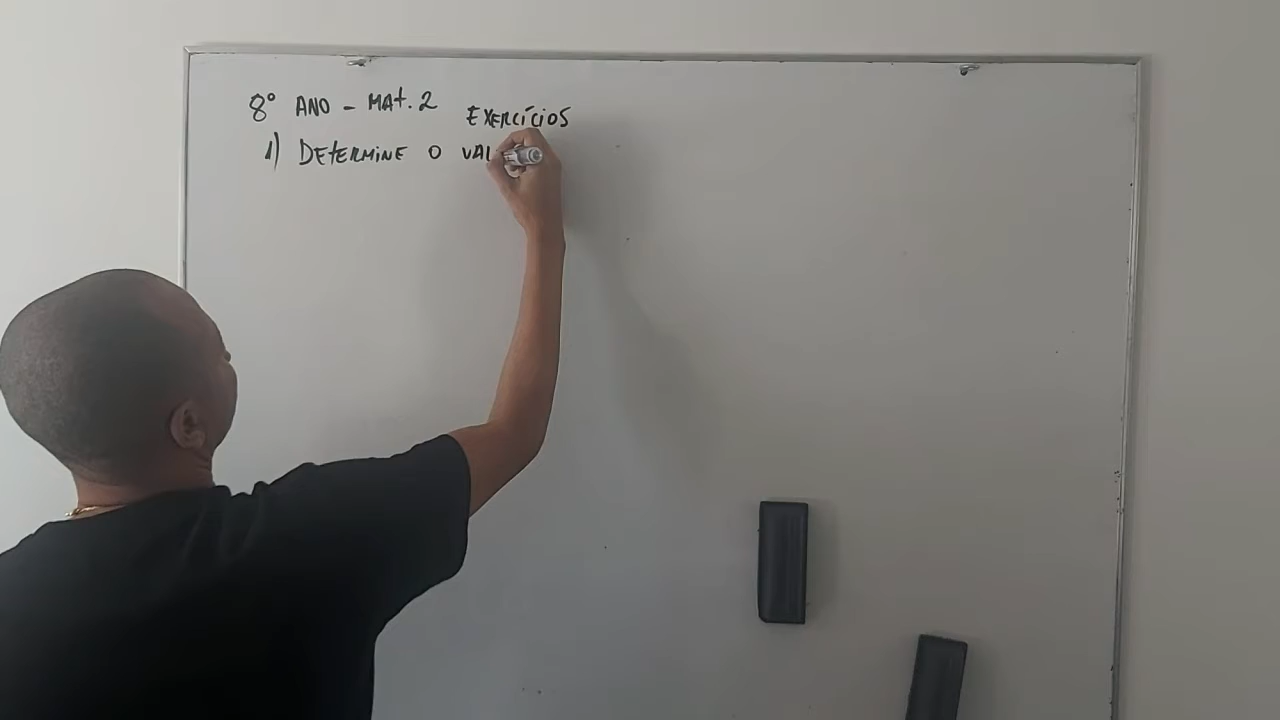 8° ANO - MAT. 2 EXERCÍCIOS
1) DETERMINE O VAL